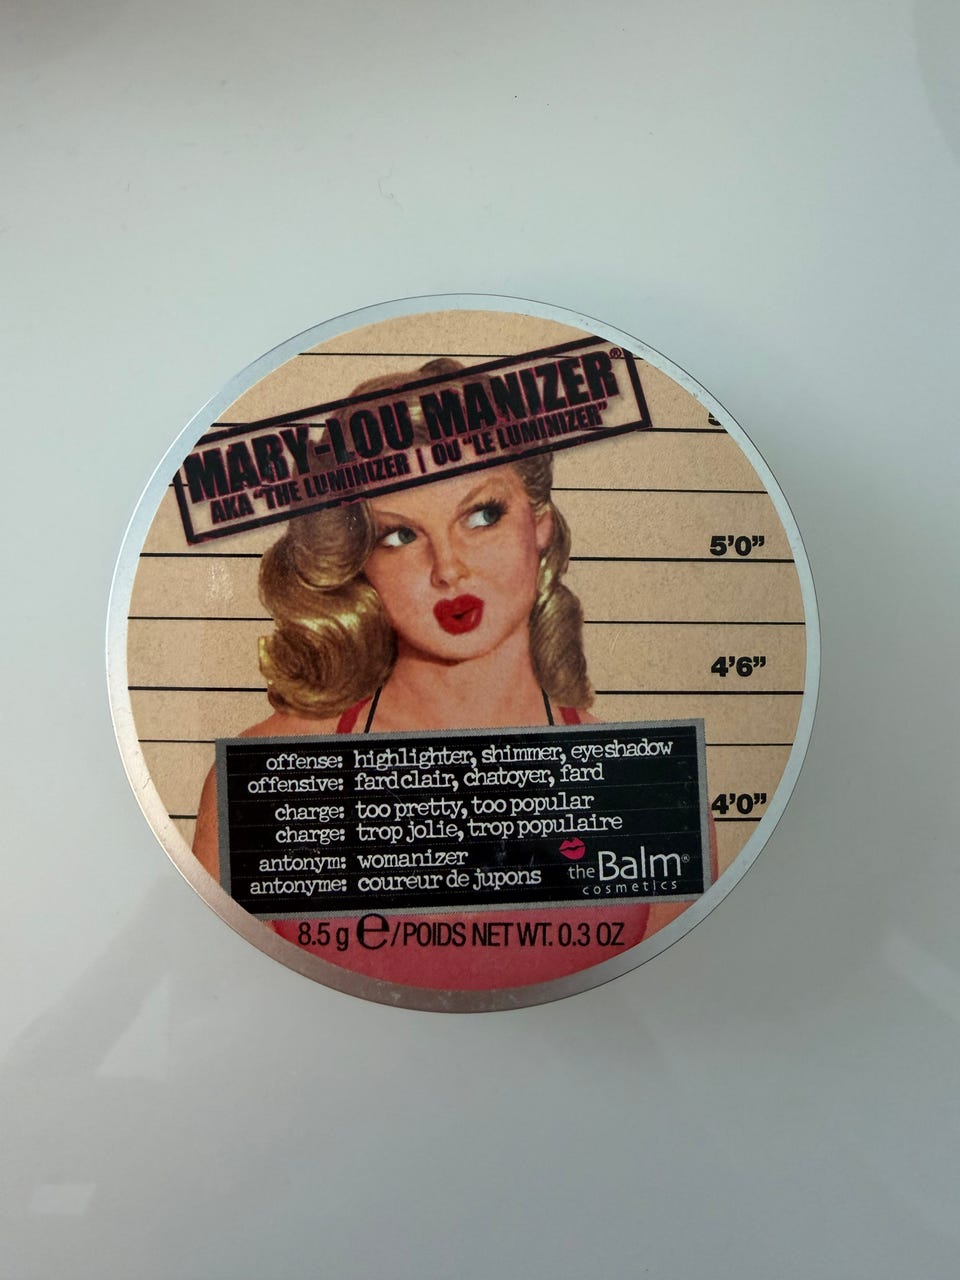 MARY-LOU MANIZER®
AKA "THE LUMINIZER | OU "LE LUMINIZER"
5'0"
4'6"
4'0"
offense: highlighter, shimmer, eyeshadow
offensive: fard clair, chatoyer, fard
charge: too pretty, too popular
charge: trop jolie, trop populaire
antonym: womanizer
antonyme: coureur de jupons
theBalm®
cosmetics
8.5 g e/POIDS NET WT. 0.3 OZ